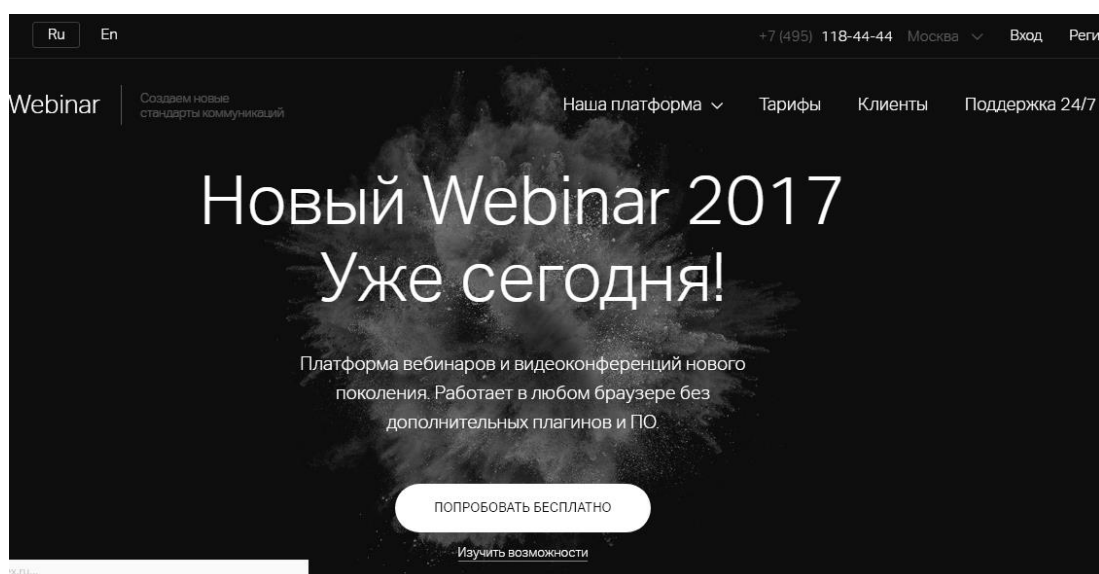 Ru En
+7 (495) 118-44-44 Москва Вход
Webinar
Создаем новые
стандарты коммуникаций
Наша платформа Тарифы Клиенты Поддержка 24/7
Новый Webinar 2017
Уже сегодня!
Платформа вебинаров и видеоконференций нового
поколения. Работает в любом браузере без
дополнительных плагинов и ПО.
ПОПРОБОВАТЬ БЕСПЛАТНО
Изучить возможности